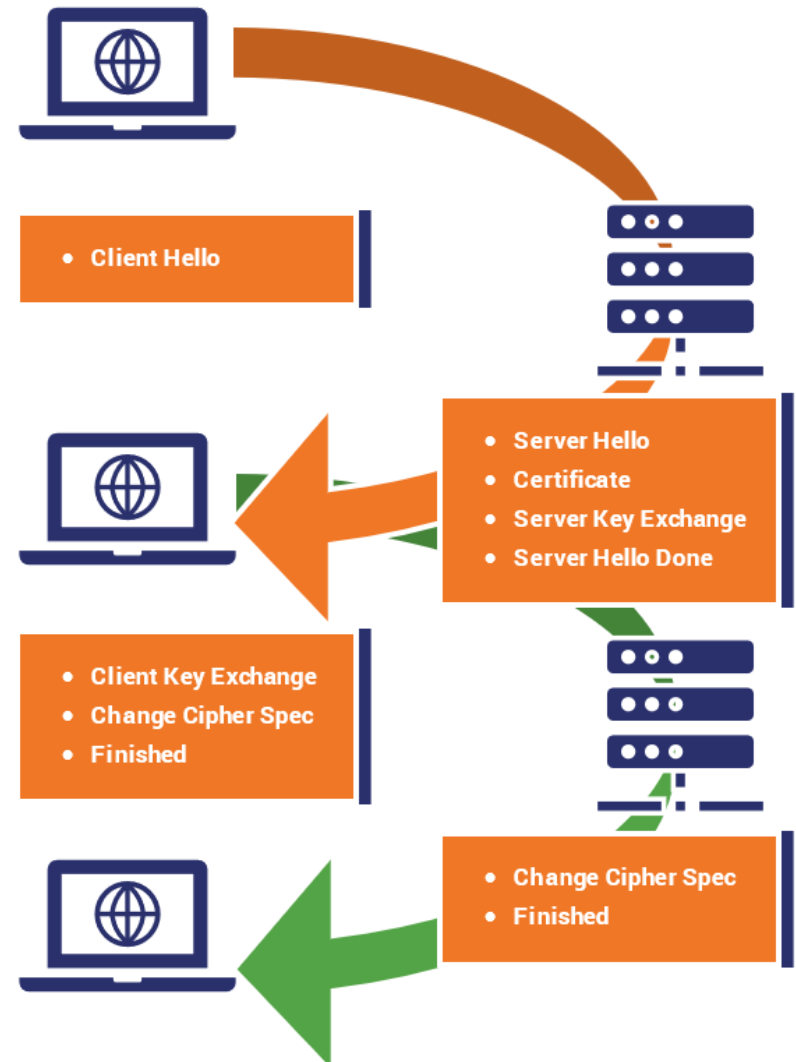 Client Hello
Server Hello
Certificate
Server Key Exchange
Server Hello Done
Client Key Exchange
Change Cipher Spec
Finished
Change Cipher Spec
Finished